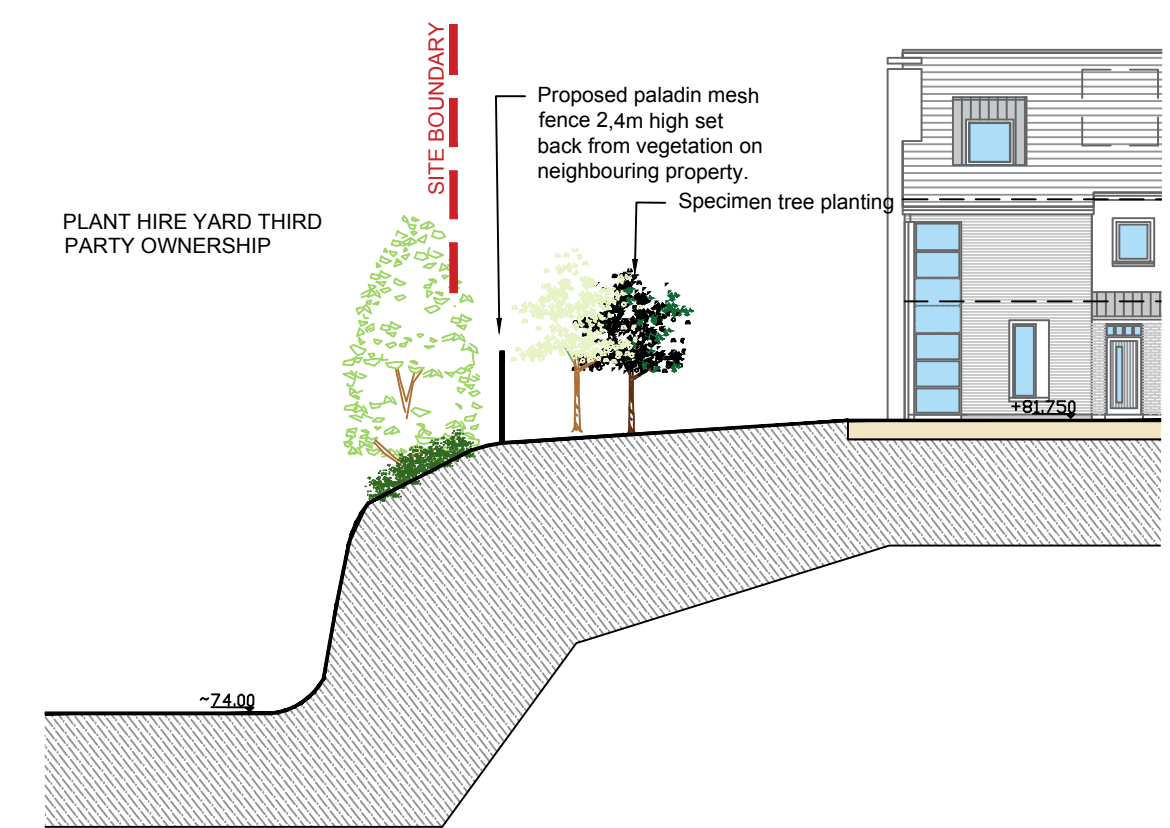 SITE BOUNDARY
Proposed paladin mesh
fence 2,4m high set
back from vegetation on
neighbouring property.
Specimen tree planting
PLANT HIRE YARD THIRD
PARTY OWNERSHIP
+81.750
~74.00